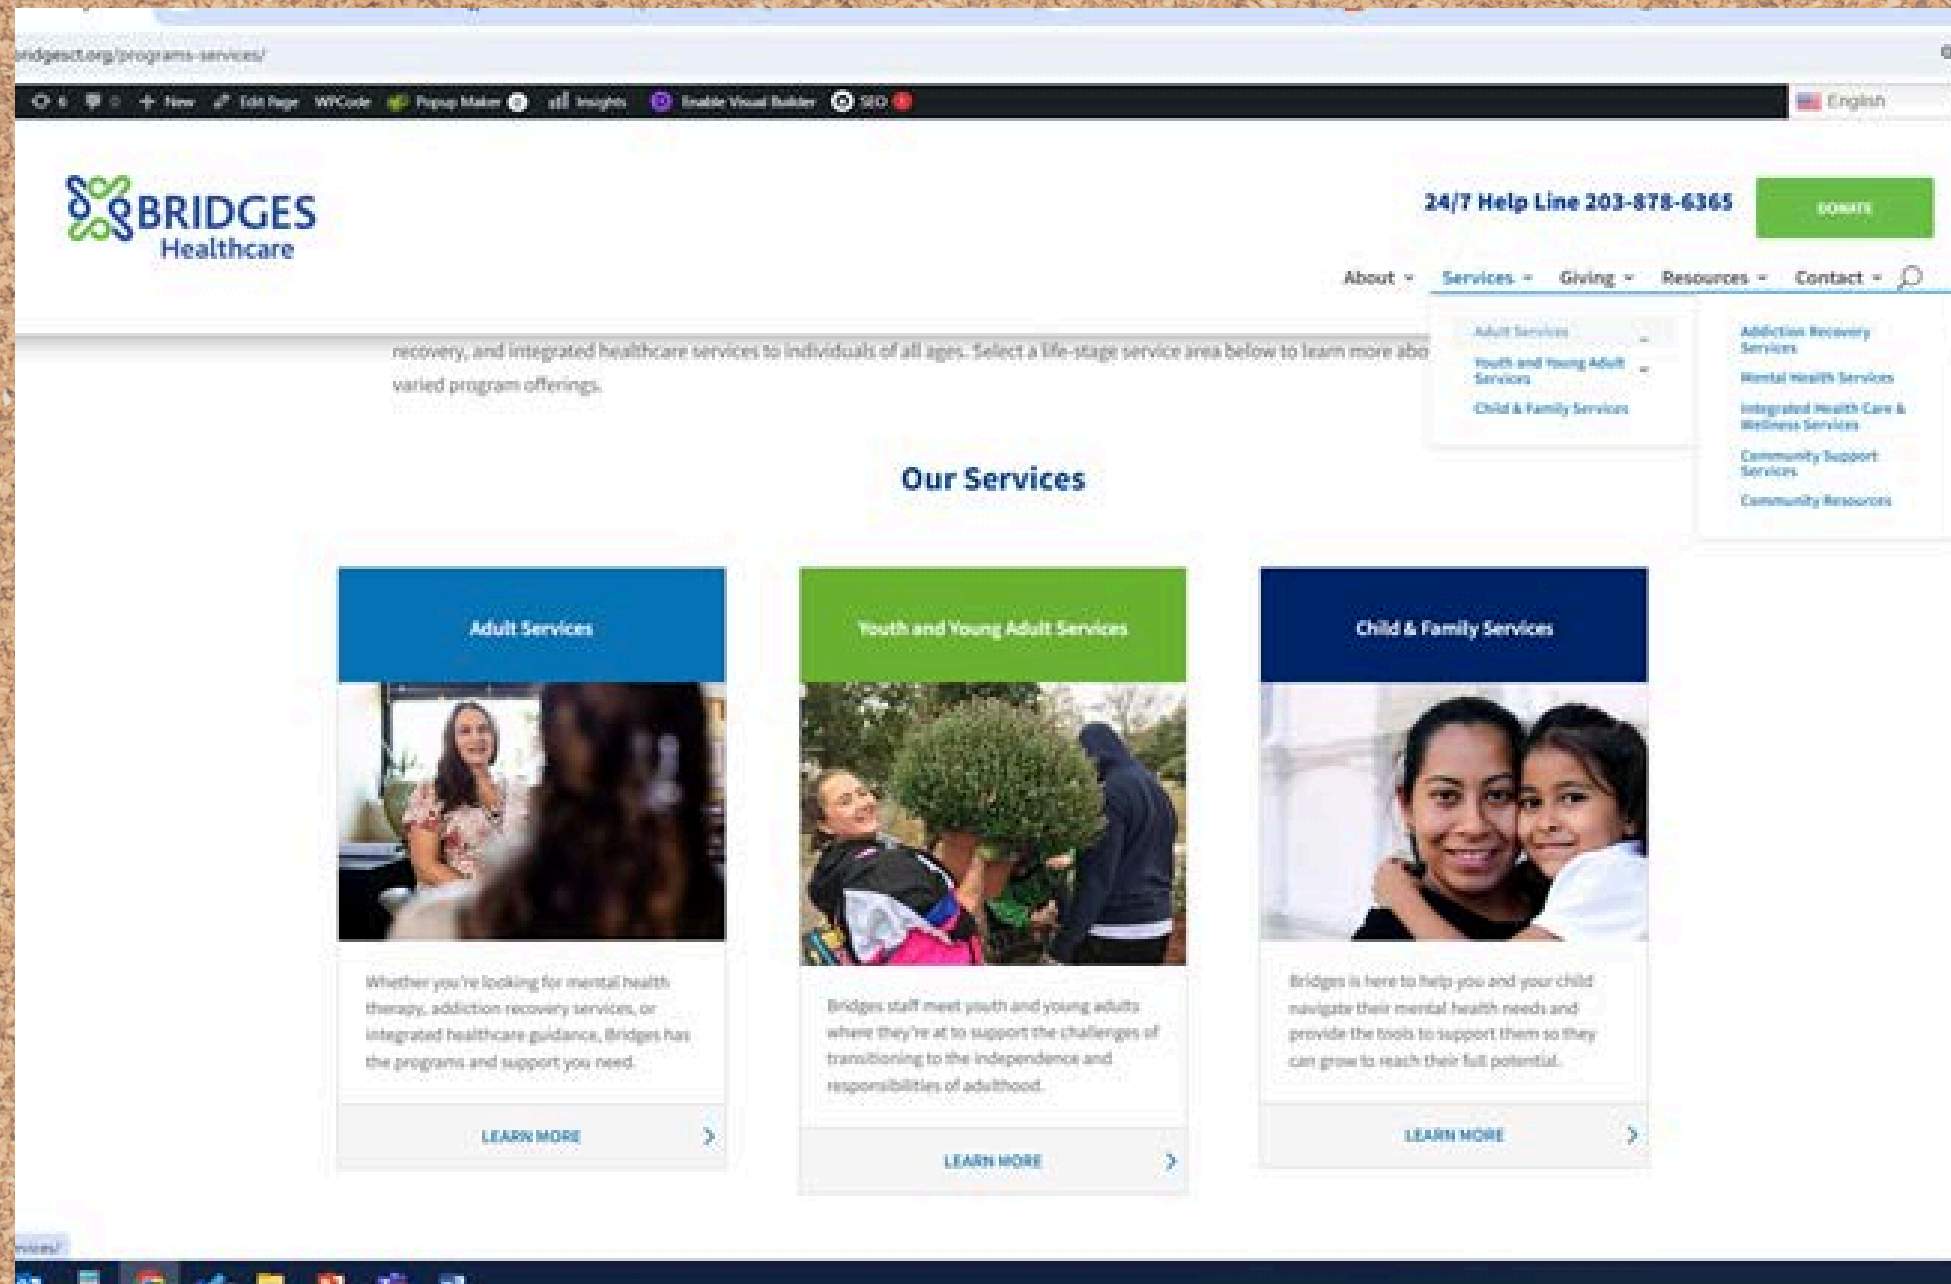 bridgesct.org/programs-services/
6 0 + New Edit Page WPCode Popup Maker Insights Enable Visual Builder SEO
English
BRIDGES
Healthcare
24/7 Help Line 203-878-6365
DONATE
About Services Giving Resources Contact
Adult Services
Youth and Young Adult
Services
Child & Family Services
Addiction Recovery
Services
Mental Health Services
Integrated Health Care &
Wellness Services
Community Support
Services
Community Resources
recovery, and integrated healthcare services to individuals of all ages. Select a life-stage service area below to learn more abo
varied program offerings.
Our Services
Adult Services
Whether you're looking for mental health
therapy, addiction recovery services, or
integrated healthcare guidance, Bridges has
the programs and support you need.
LEARN MORE
Youth and Young Adult Services
Bridges staff meet youth and young adults
where they're at to support the challenges of
transitioning to the independence and
responsibilities of adulthood.
LEARN MORE
Child & Family Services
Bridges is here to help you and your child
navigate their mental health needs and
provide the tools to support them so they
can grow to reach their full potential.
LEARN MORE